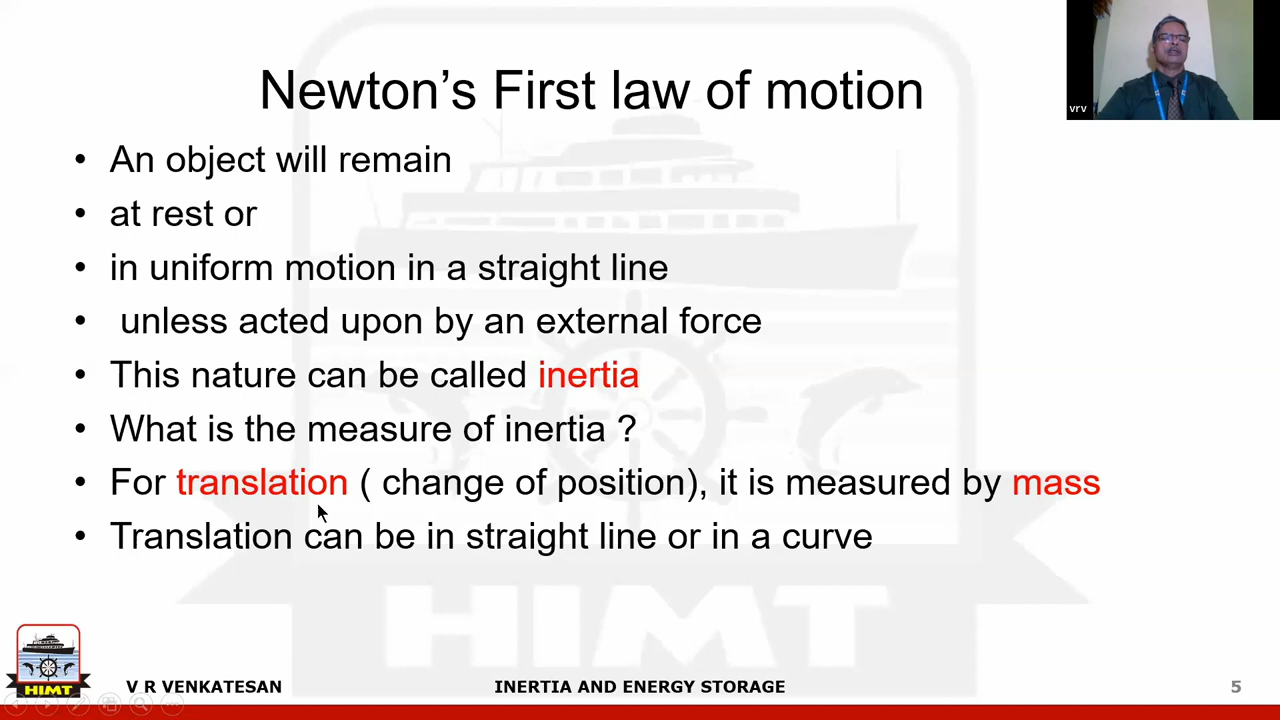 Newton's First law of motion
• An object will remain
• at rest or
• in uniform motion in a straight line
• unless acted upon by an external force
• This nature can be called inertia
• What is the measure of inertia ?
• For translation ( change of position), it is measured by mass
• Translation can be in straight line or in a curve
vrv
HIMT
HIMT
V R VENKATESAN
INERTIA AND ENERGY STORAGE
5